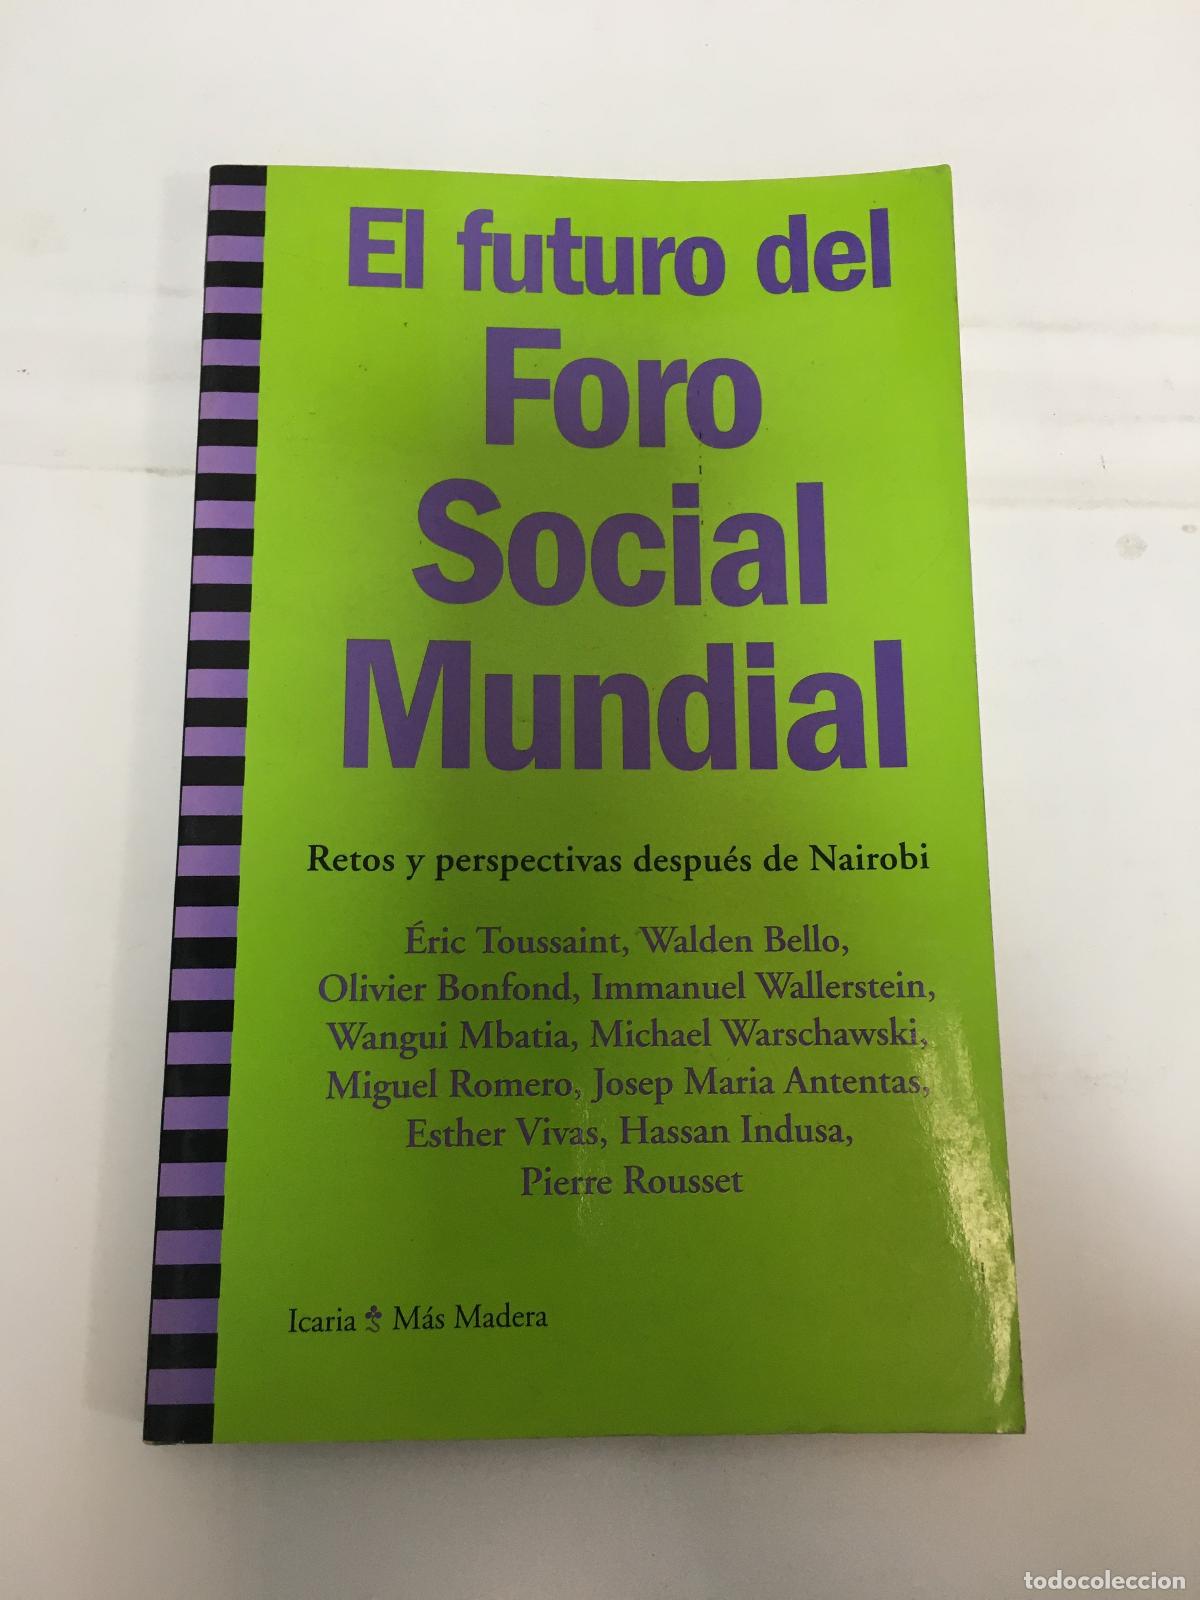 El futuro del
Foro
Social
Mundial
Retos y perspectivas después de Nairobi
Éric Toussaint, Walden Bello,
Olivier Bonfond, Immanuel Wallerstein,
Wangui Mbatia, Michael Warschawski,
Miguel Romero, Josep Maria Antentas,
Esther Vivas, Hassan Indusa,
Pierre Rousset
Icaria Más Madera
todocoleccion